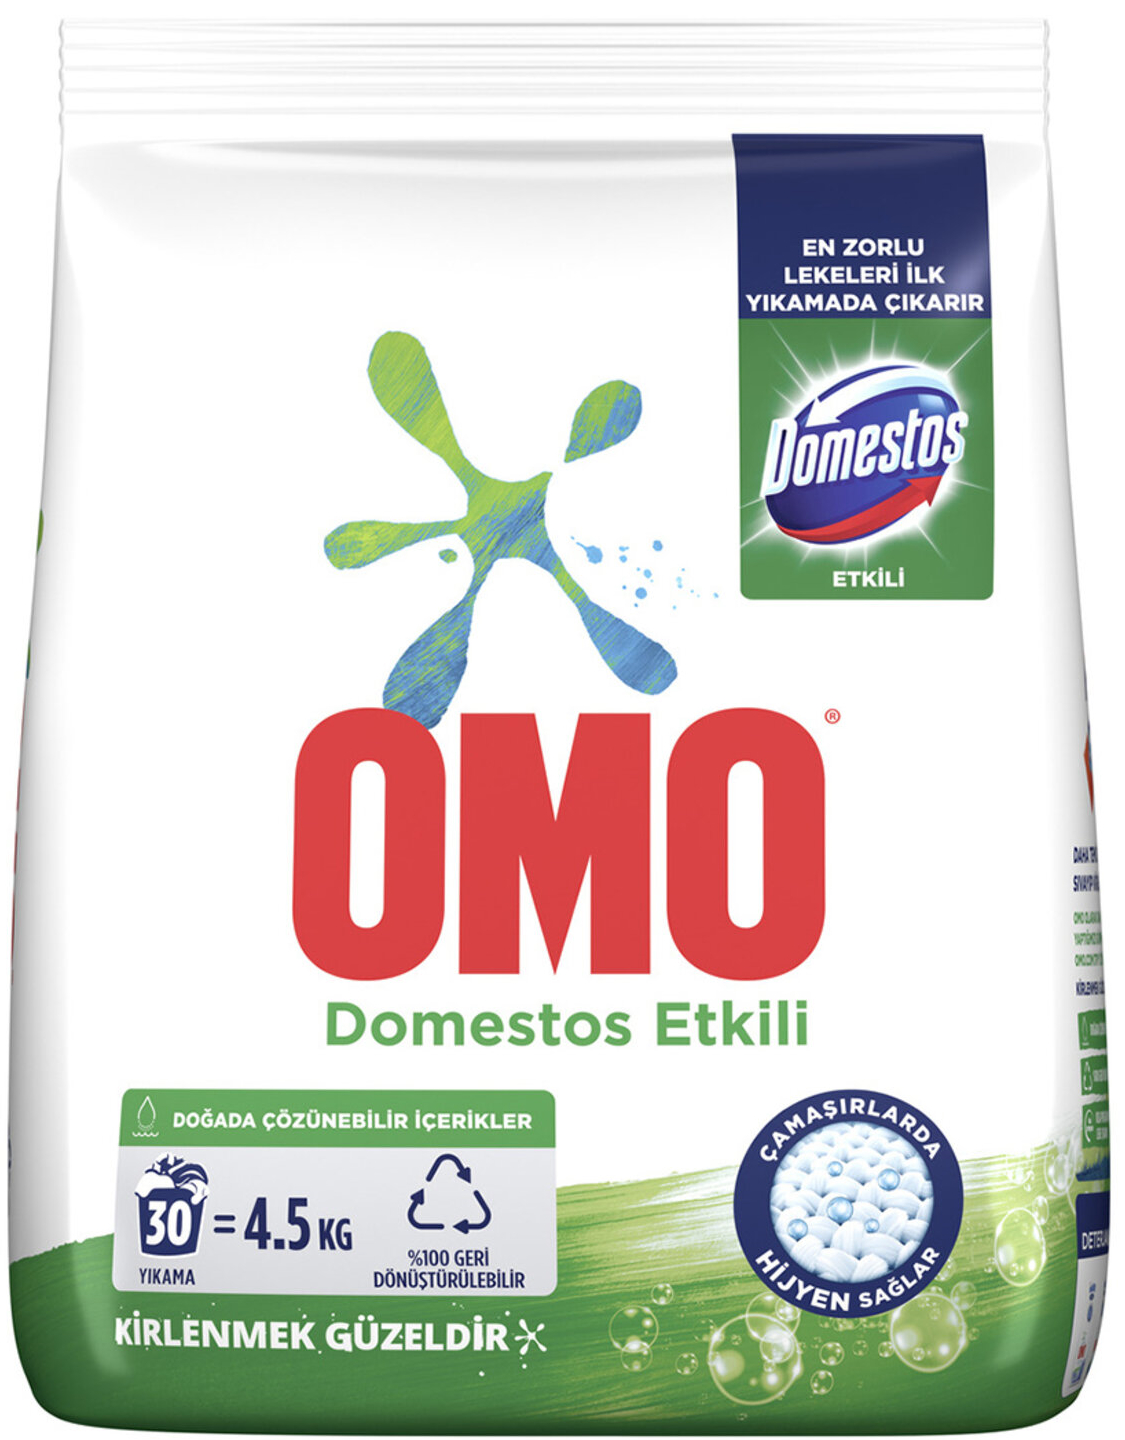 EN ZORLU
LEKELERİ İLK
YIKAMADA ÇIKARIR
Domestos
ETKİLİ
OMO®
Domestos Etkili
DOĞADA ÇÖZÜNEBİLİR İÇERİKLER
30 = 4.5 KG
YIKAMA
%100 GERİ
DÖNÜŞTÜRÜLEBİLİR
KİRLENMEK GÜZELDİR
ÇAMAŞIRLARDA
HİJYEN SAĞLAR
DAHA